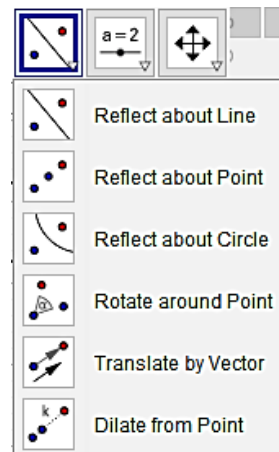 a = 2
Reflect about Line
Reflect about Point
Reflect about Circle
Rotate around Point
α
Translate by Vector
k
Dilate from Point